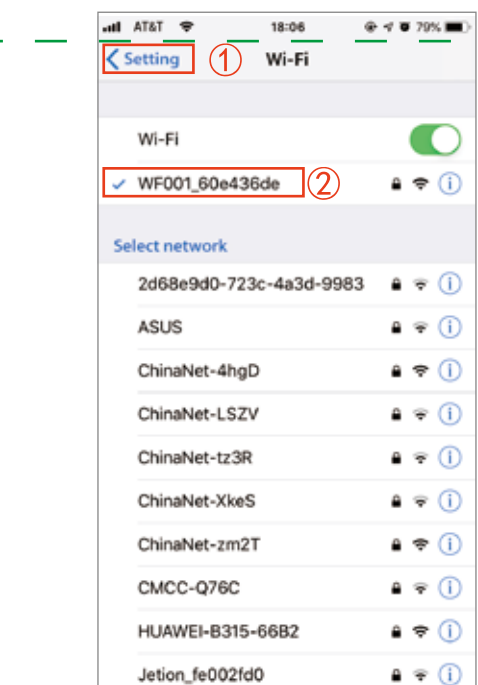 AT&T 18:06 79%
Setting ① Wi-Fi
Wi-Fi
WF001_60e436de ②
Select network
2d68e9d0-723c-4a3d-9983
ASUS
ChinaNet-4hgD
ChinaNet-LSZV
ChinaNet-tz3R
ChinaNet-XkeS
ChinaNet-zm2T
CMCC-Q76C
HUAWEI-B315-66B2
Jetion_fe002fd0